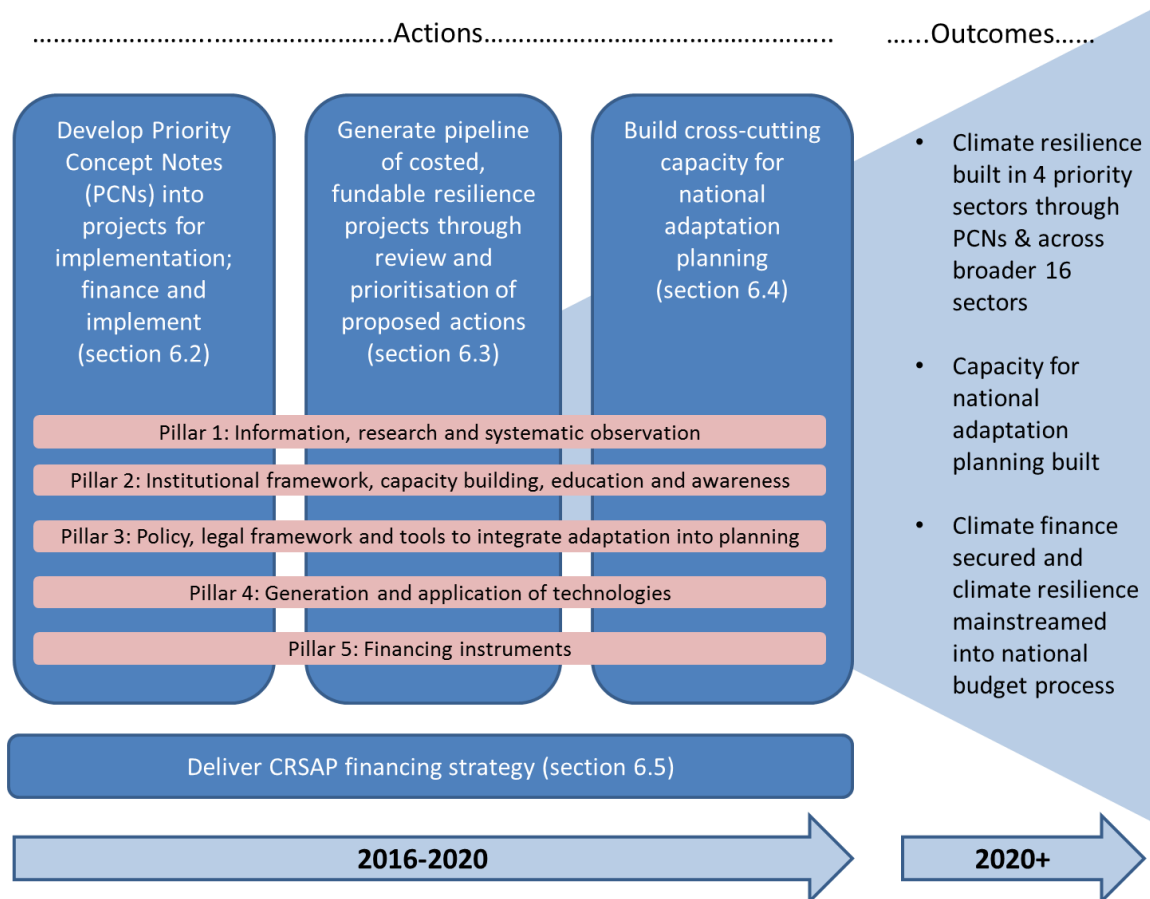 ………………………..………………………Actions…………………………………………..
…...Outcomes……
Develop Priority
Concept Notes
(PCNs) into
projects for
implementation;
finance and
implement
(section 6.2)
Generate pipeline
of costed,
fundable resilience
projects through
review and
prioritisation of
proposed actions
(section 6.3)
Build cross-cutting
capacity for
national
adaptation
planning
(section 6.4)
Pillar 1: Information, research and systematic observation
Pillar 2: Institutional framework, capacity building, education and awareness
Pillar 3: Policy, legal framework and tools to integrate adaptation into planning
Pillar 4: Generation and application of technologies
Pillar 5: Financing instruments
Deliver CRSAP financing strategy (section 6.5)
2016-2020
• Climate resilience
built in 4 priority
sectors through
PCNs & across
broader 16
sectors
• Capacity for
national
adaptation
planning built
• Climate finance
secured and
climate resilience
mainstreamed
into national
budget process
2020+